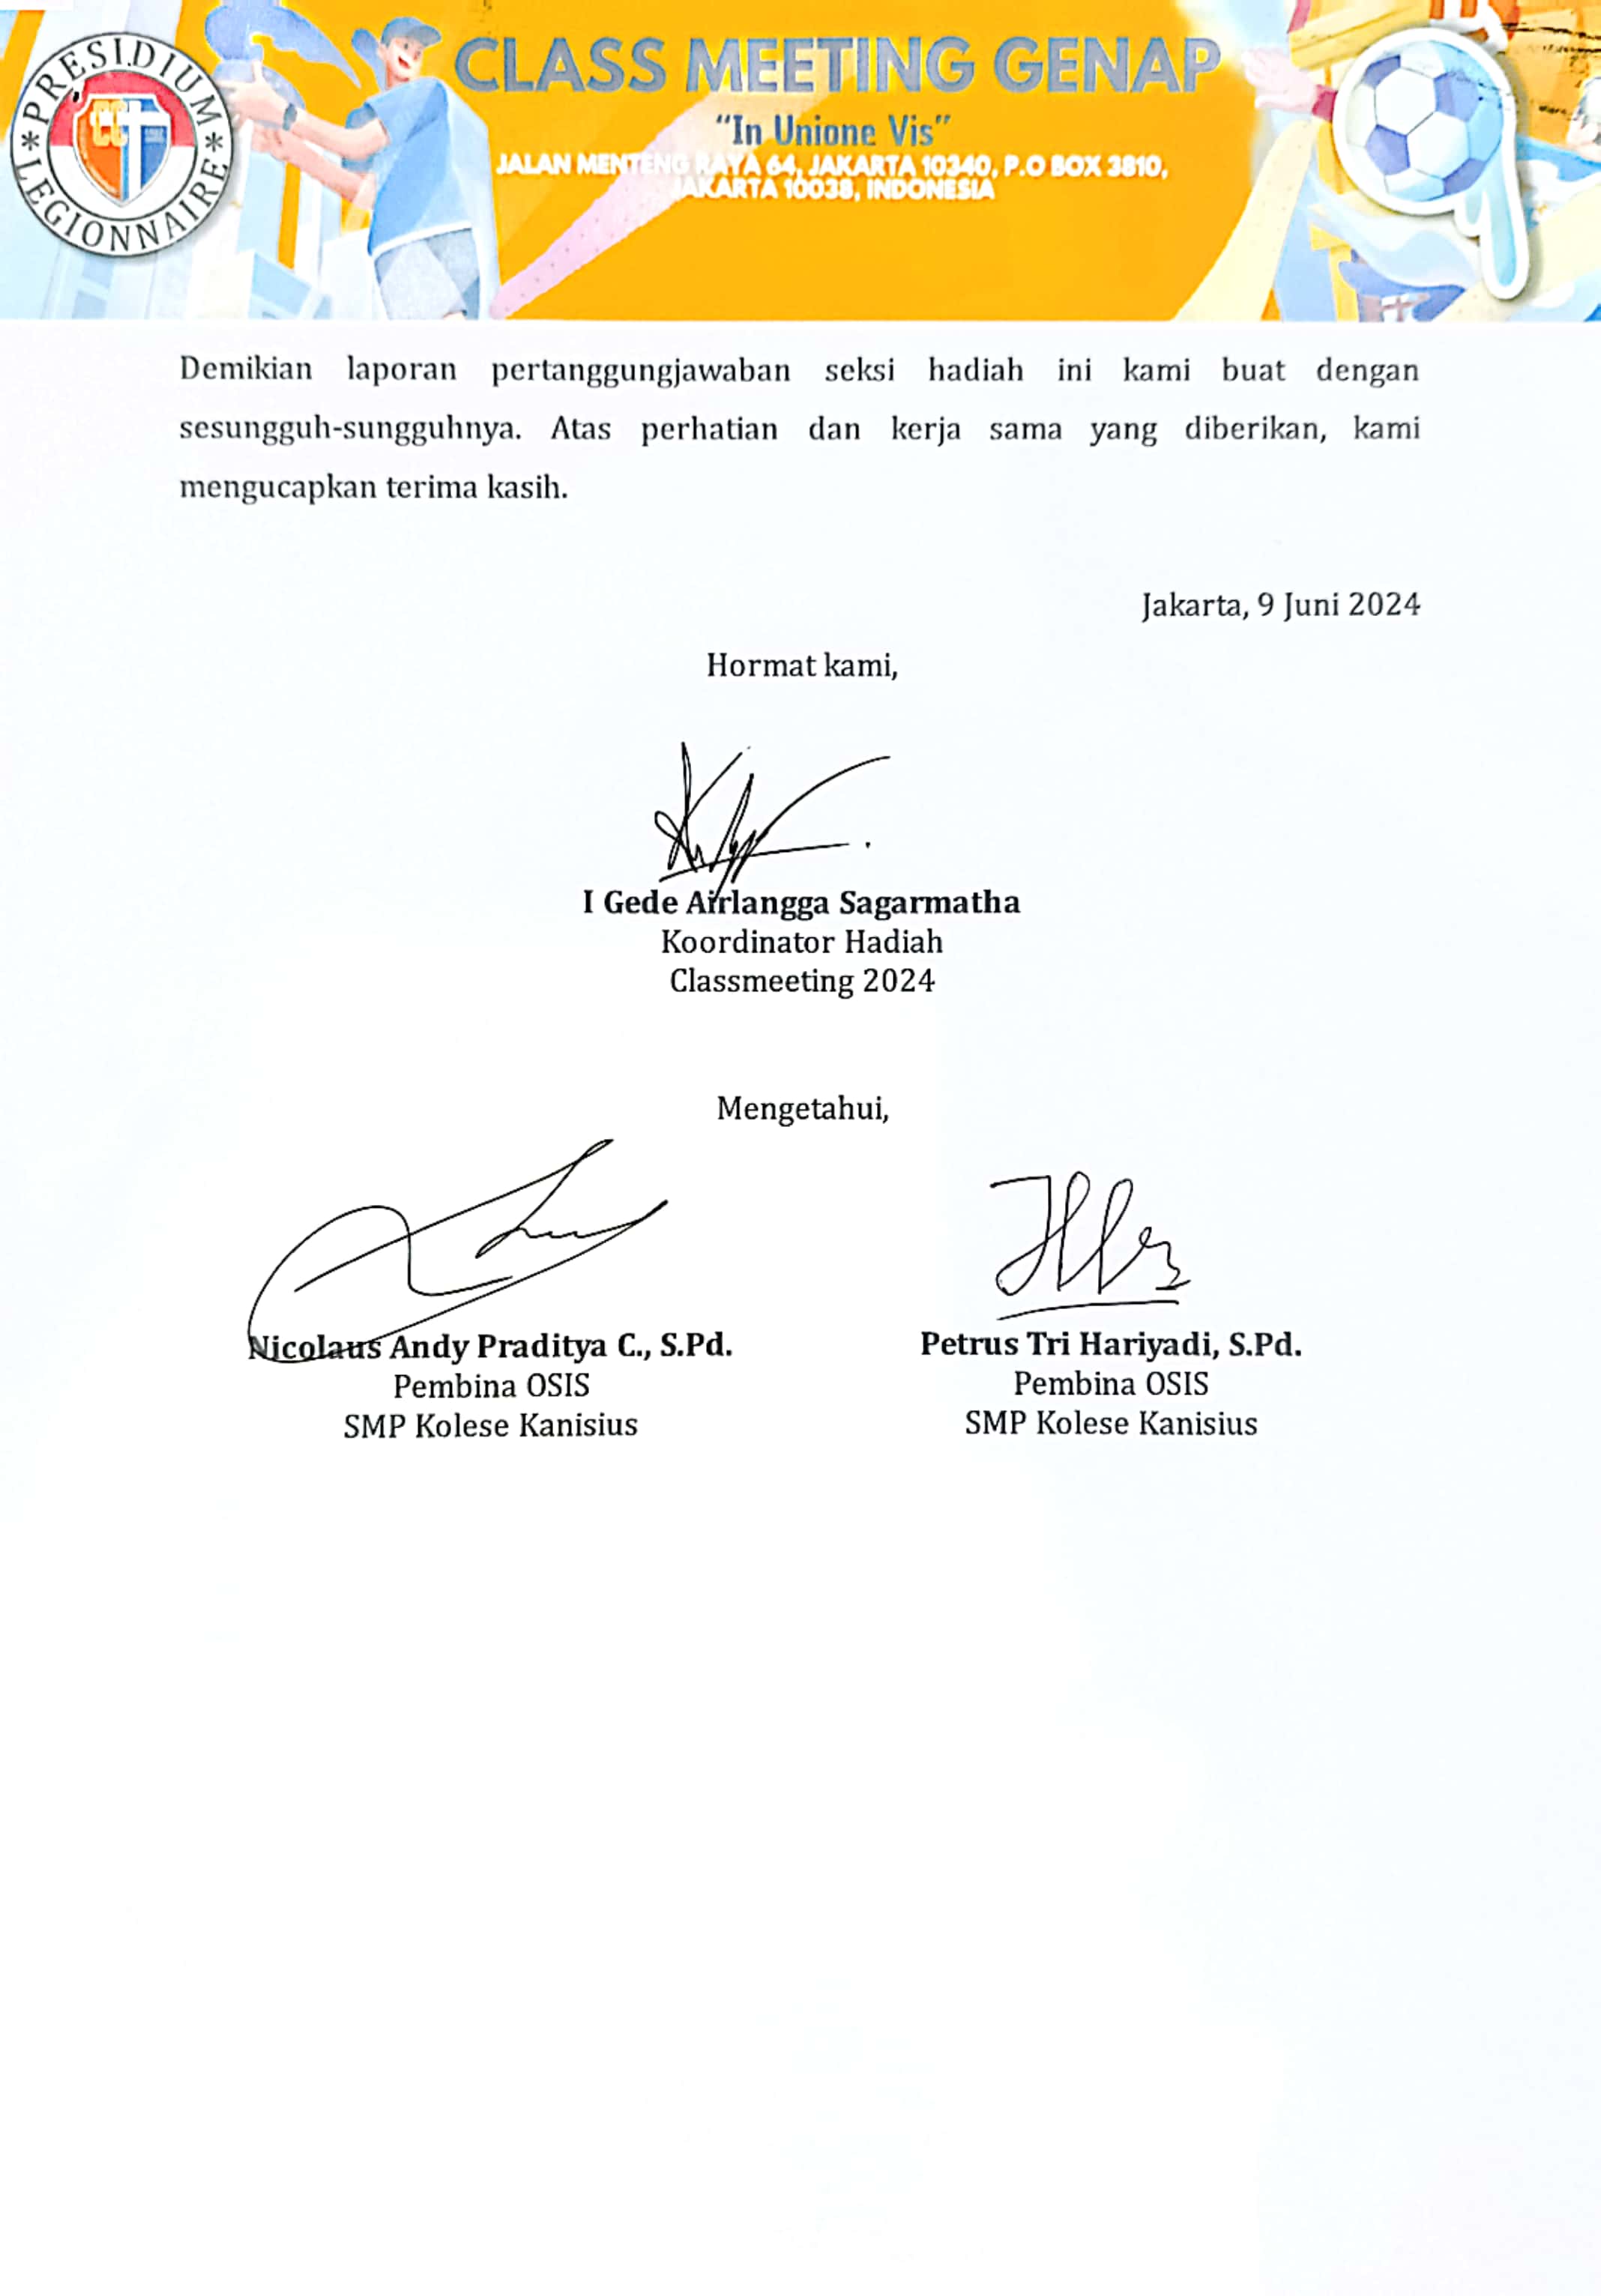 PRESIDIUM
LEGIONNAIRE
CC
CLASS MEETING GENAP
"In Unione Vis"
JALAN MENTENG RAYA 64, JAKARTA 10340, P.O BOX 3810,
JAKARTA 10038, INDONESIA
Demikian laporan pertanggungjawaban seksi hadiah ini kami buat dengan
sesungguh-sungguhnya. Atas perhatian dan kerja sama yang diberikan, kami
mengucapkan terima kasih.
Jakarta, 9 Juni 2024
Hormat kami,
I Gede Airlangga Sagarmatha
Koordinator Hadiah
Classmeeting 2024
Mengetahui,
Nicolaus Andy Praditya C., S.Pd.
Pembina OSIS
SMP Kolese Kanisius
Petrus Tri Hariyadi, S.Pd.
Pembina OSIS
SMP Kolese Kanisius